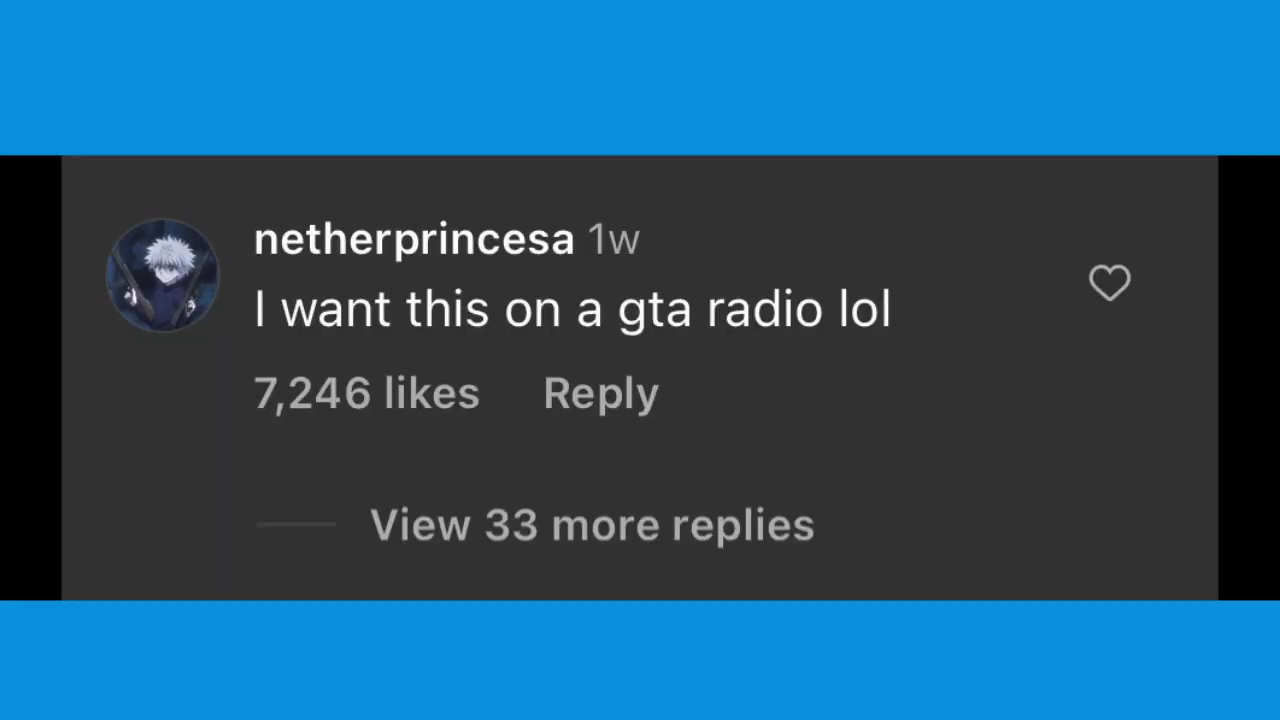 netherprincesa 1w
I want this on a gta radio lol
7,246 likes Reply
View 33 more replies